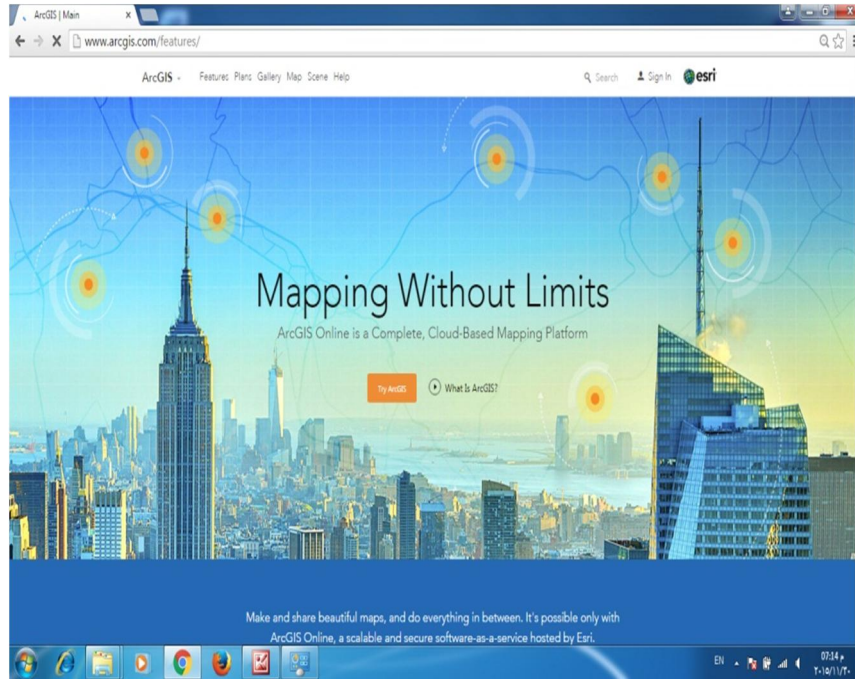 ArcGIS | Main
www.arcgis.com/features/
ArcGIS Features Plans Gallery Map Scene Help Search Sign In esri
Mapping Without Limits
ArcGIS Online is a Complete, Cloud-Based Mapping Platform
Try ArcGIS What Is ArcGIS?
Make and share beautiful maps, and do everything in between. It's possible only with
ArcGIS Online, a scalable and secure software-as-a-service hosted by Esri.
EN 07:14 م
٢٠١٥/١١/٢٠